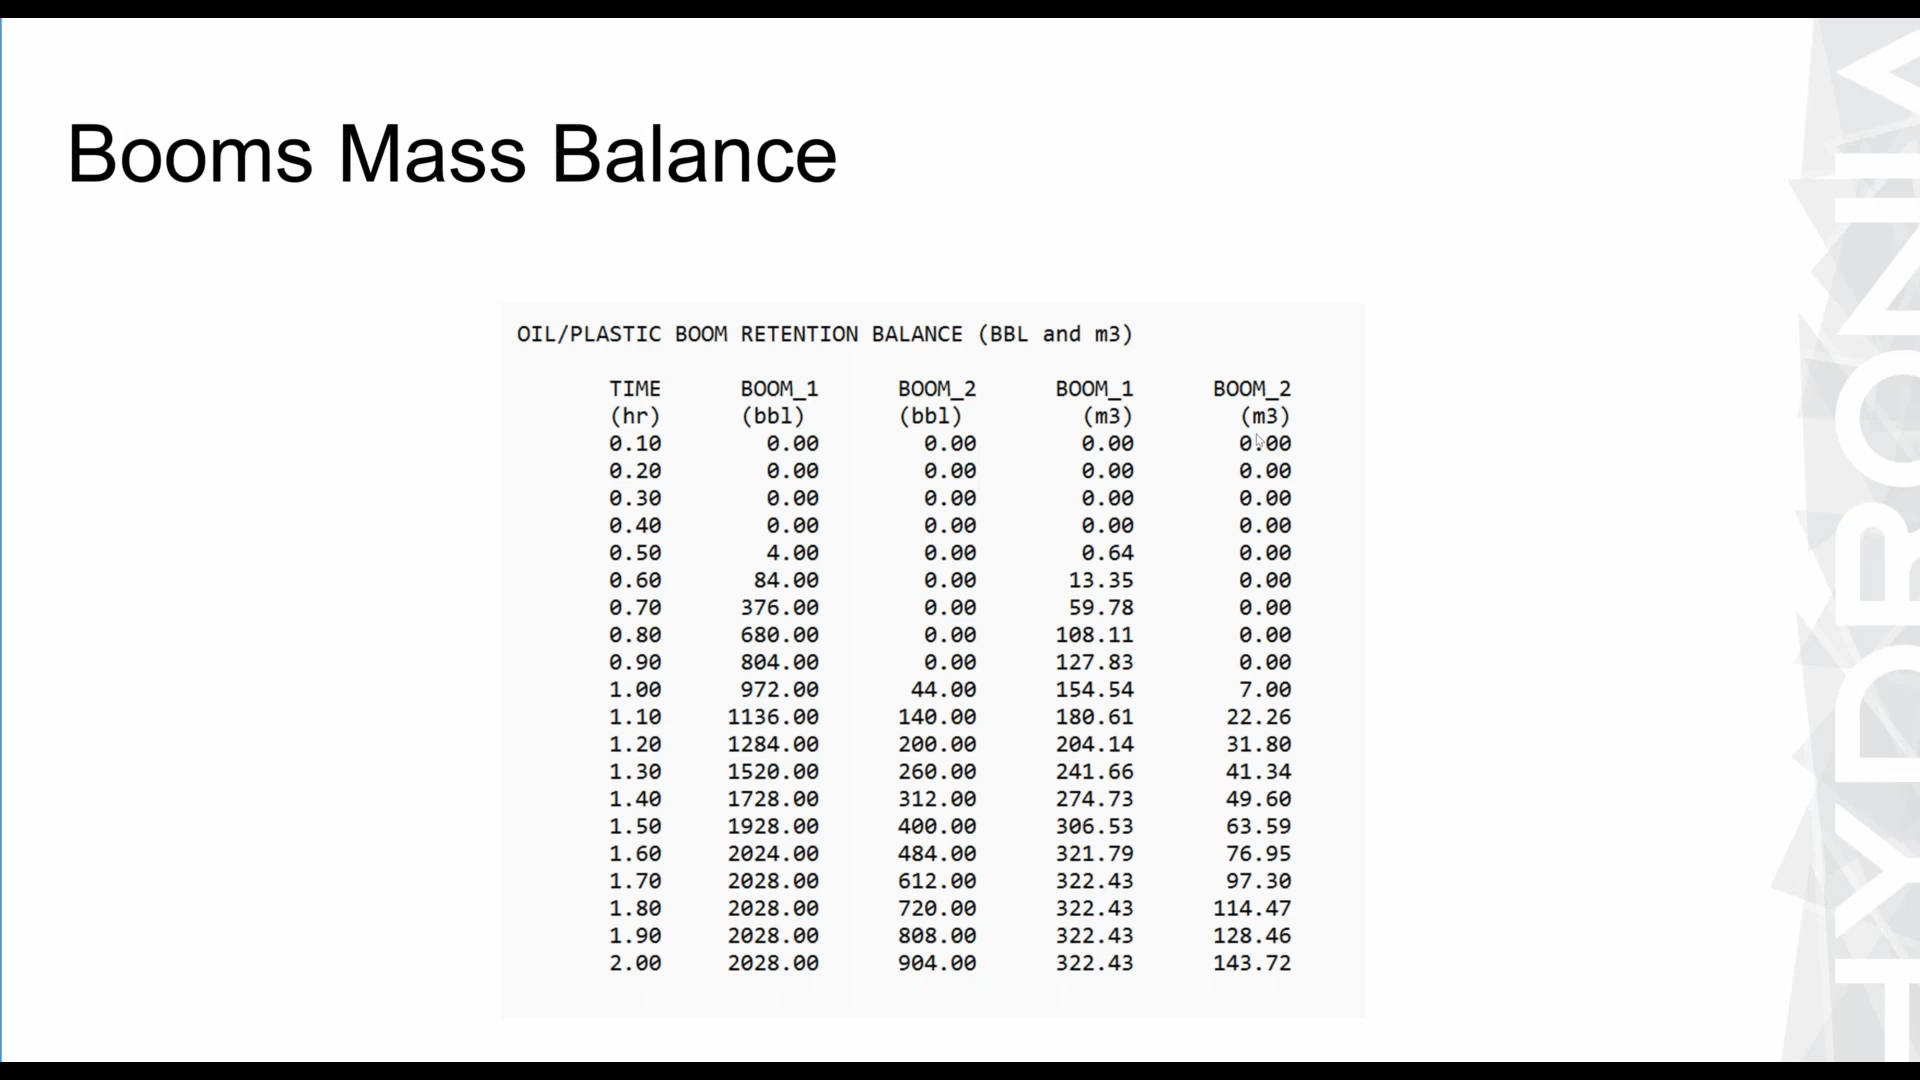 Booms Mass Balance
OIL/PLASTIC BOOM RETENTION BALANCE (BBL and m3)
TIME BOOM_1 BOOM_2 BOOM_1 BOOM_2
(hr) (bbl) (bbl) (m3) (m3)
0.10 0.00 0.00 0.00 0.00
0.20 0.00 0.00 0.00 0.00
0.30 0.00 0.00 0.00 0.00
0.40 0.00 0.00 0.00 0.00
0.50 4.00 0.00 0.64 0.00
0.60 84.00 0.00 13.35 0.00
0.70 376.00 0.00 59.78 0.00
0.80 680.00 0.00 108.11 0.00
0.90 804.00 0.00 127.83 0.00
1.00 972.00 44.00 154.54 7.00
1.10 1136.00 140.00 180.61 22.26
1.20 1284.00 200.00 204.14 31.80
1.30 1520.00 260.00 241.66 41.34
1.40 1728.00 312.00 274.73 49.60
1.50 1928.00 400.00 306.53 63.59
1.60 2024.00 484.00 321.79 76.95
1.70 2028.00 612.00 322.43 97.30
1.80 2028.00 720.00 322.43 114.47
1.90 2028.00 808.00 322.43 128.46
2.00 2028.00 904.00 322.43 143.72
HYDRONIA